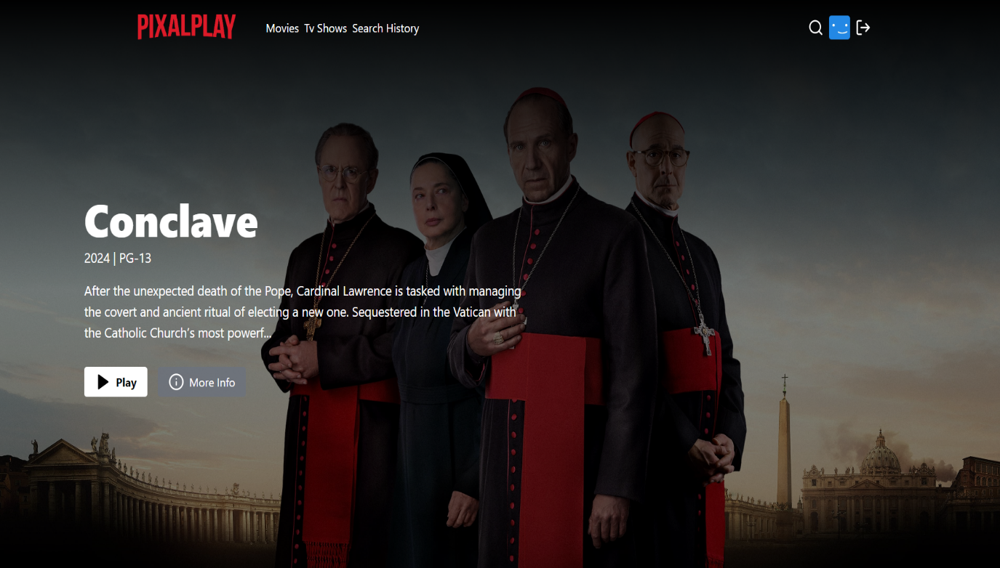 PIXALPLAY
Movies Tv Shows Search History
Conclave
2024 | PG-13
After the unexpected death of the Pope, Cardinal Lawrence is tasked with managing
the covert and ancient ritual of electing a new one. Sequestered in the Vatican with
the Catholic Church’s most powerf...
Play
More Info